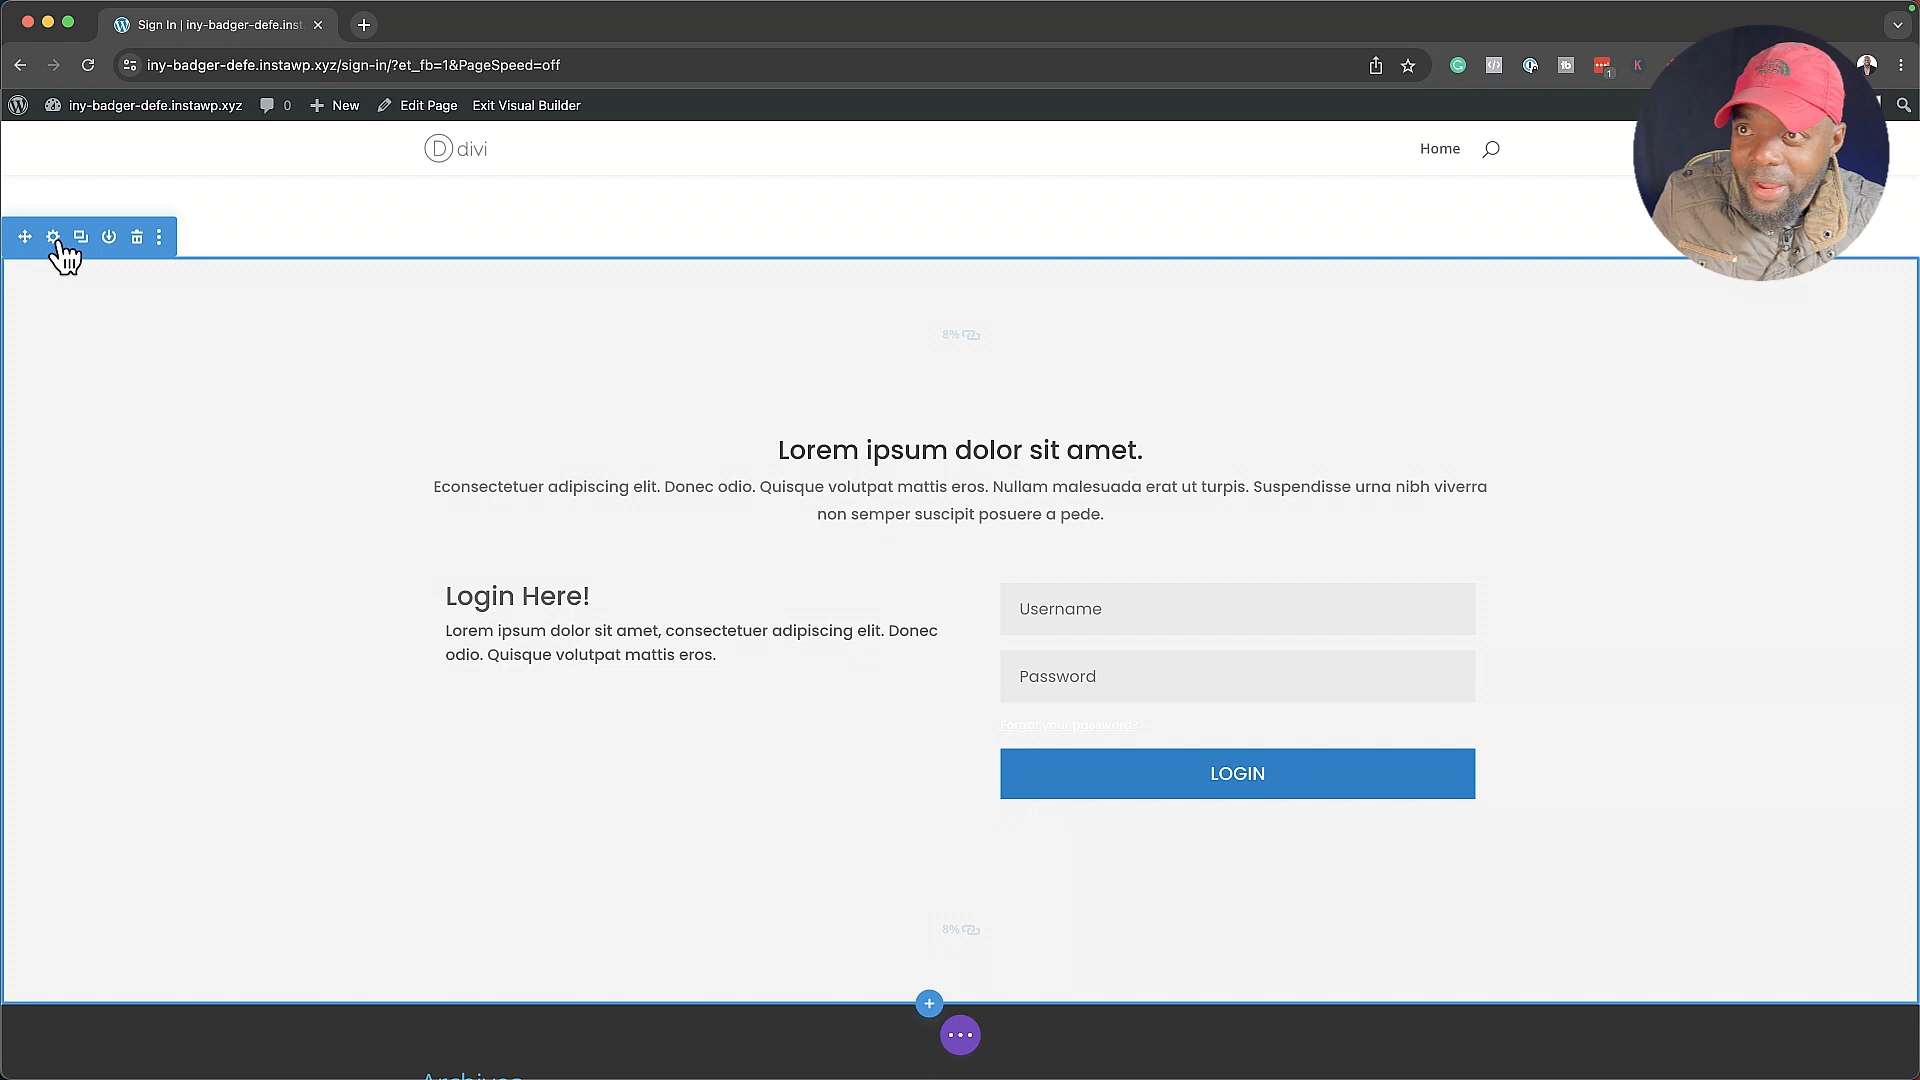 Sign In | iny-badger-defe.inst
iny-badger-defe.instawp.xyz/sign-in/?et_fb=1&PageSpeed=off
1
K
iny-badger-defe.instawp.xyz 0 New Edit Page Exit Visual Builder
D divi
Home
8%
Lorem ipsum dolor sit amet.
Econsectetuer adipiscing elit. Donec odio. Quisque volutpat mattis eros. Nullam malesuada erat ut turpis. Suspendisse urna nibh viverra
non semper suscipit posuere a pede.
Login Here!
Lorem ipsum dolor sit amet, consectetuer adipiscing elit. Donec
odio. Quisque volutpat mattis eros.
Username
Password
Forgot your password?
LOGIN
8%
Archives